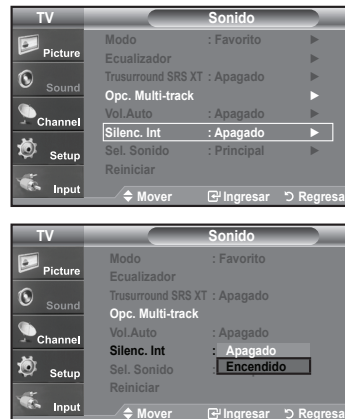 TV Sonido
Picture
Sound
Channel
Setup
Input
Modo : Favorito
Ecualizador
Trusurround SRS XT : Apagado
Opc. Multi-track
Vol.Auto : Apagado
Silenc. Int : Apagado
Sel. Sonido : Principal
Reiniciar
Mover Ingresar Regresa
TV Sonido
Picture
Sound
Channel
Setup
Input
Modo : Favorito
Ecualizador
Trusurround SRS XT : Apagado
Opc. Multi-track
Vol.Auto : Apagado
Silenc. Int : Apagado
Sel. Sonido : Encendido
Reiniciar
Mover Ingresar Regresa